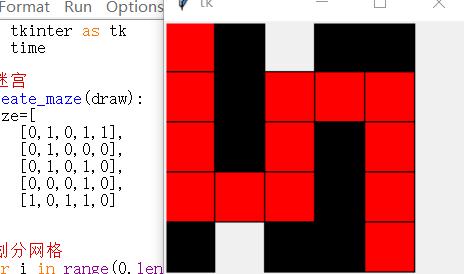 Format Run Options
tkinter as tk
time
迷宫
eate_maze(draw):
ze=[
[0,1,0,1,1],
[0,1,0,0,0],
[0,1,0,1,0],
[0,0,0,1,0],
[1,0,1,1,0]
划分网格
r i in range(0,len
tk